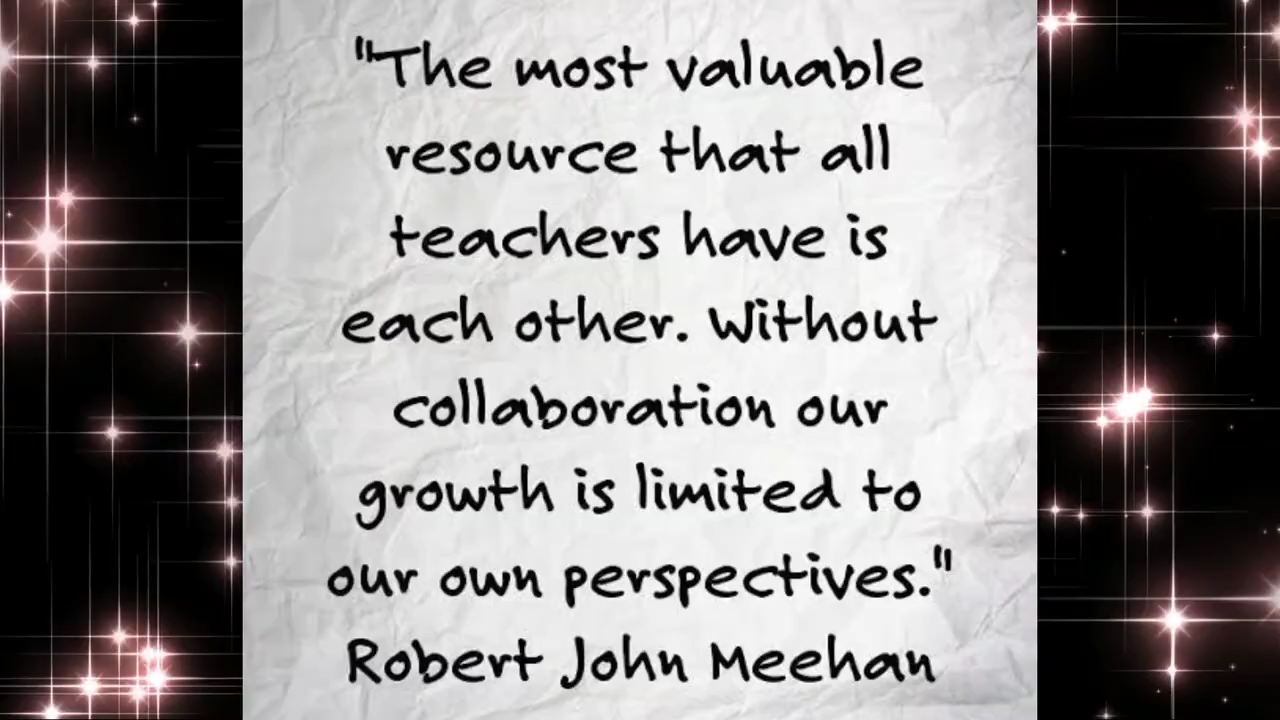 "The most valuable
resource that all
teachers have is
each other. Without
collaboration our
growth is limited to
our own perspectives."
Robert John Meehan